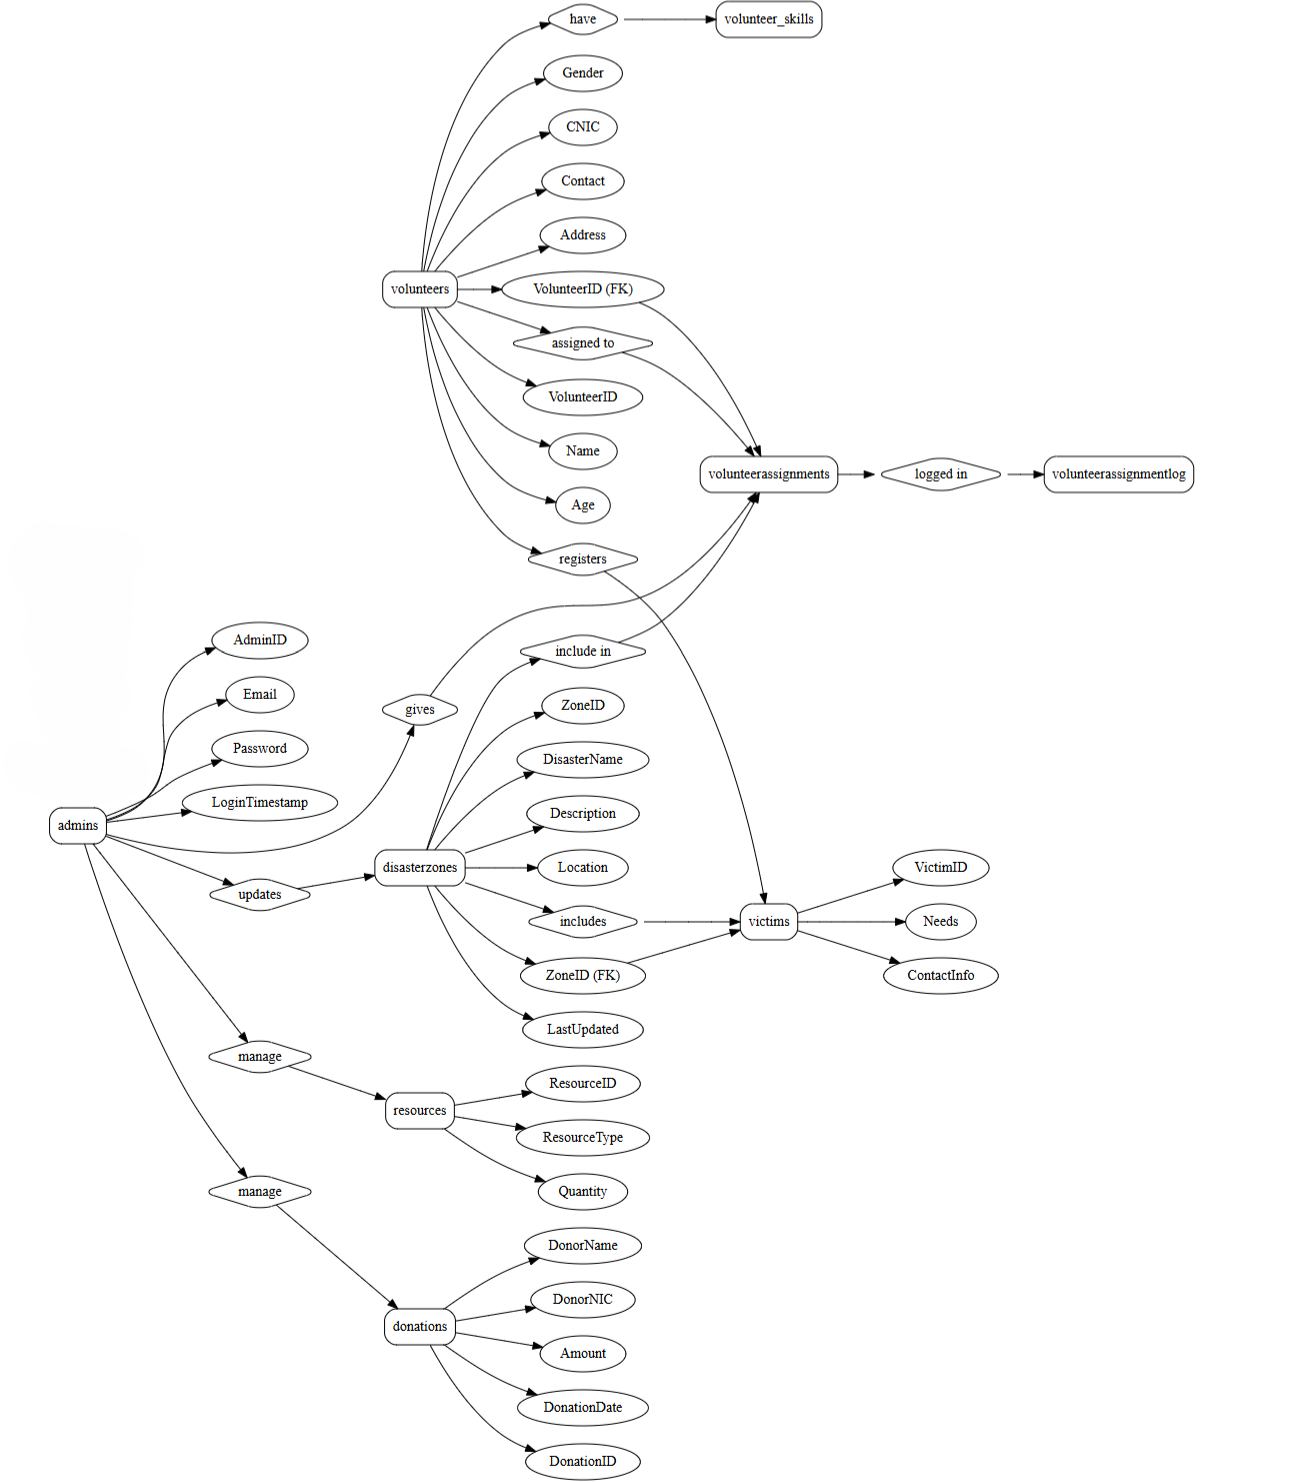 have
volunteer_skills
Gender
CNIC
Contact
Address
volunteers
VolunteerID (FK)
assigned to
VolunteerID
Name
volunteerassignments
logged in
volunteerassignmentlog
Age
registers
AdminID
include in
Email
gives
ZoneID
Password
DisasterName
LoginTimestamp
Description
admins
disasterzones
Location
VictimID
updates
includes
victims
Needs
ZoneID (FK)
ContactInfo
LastUpdated
manage
ResourceID
resources
ResourceType
manage
Quantity
DonorName
DonorNIC
donations
Amount
DonationDate
DonationID